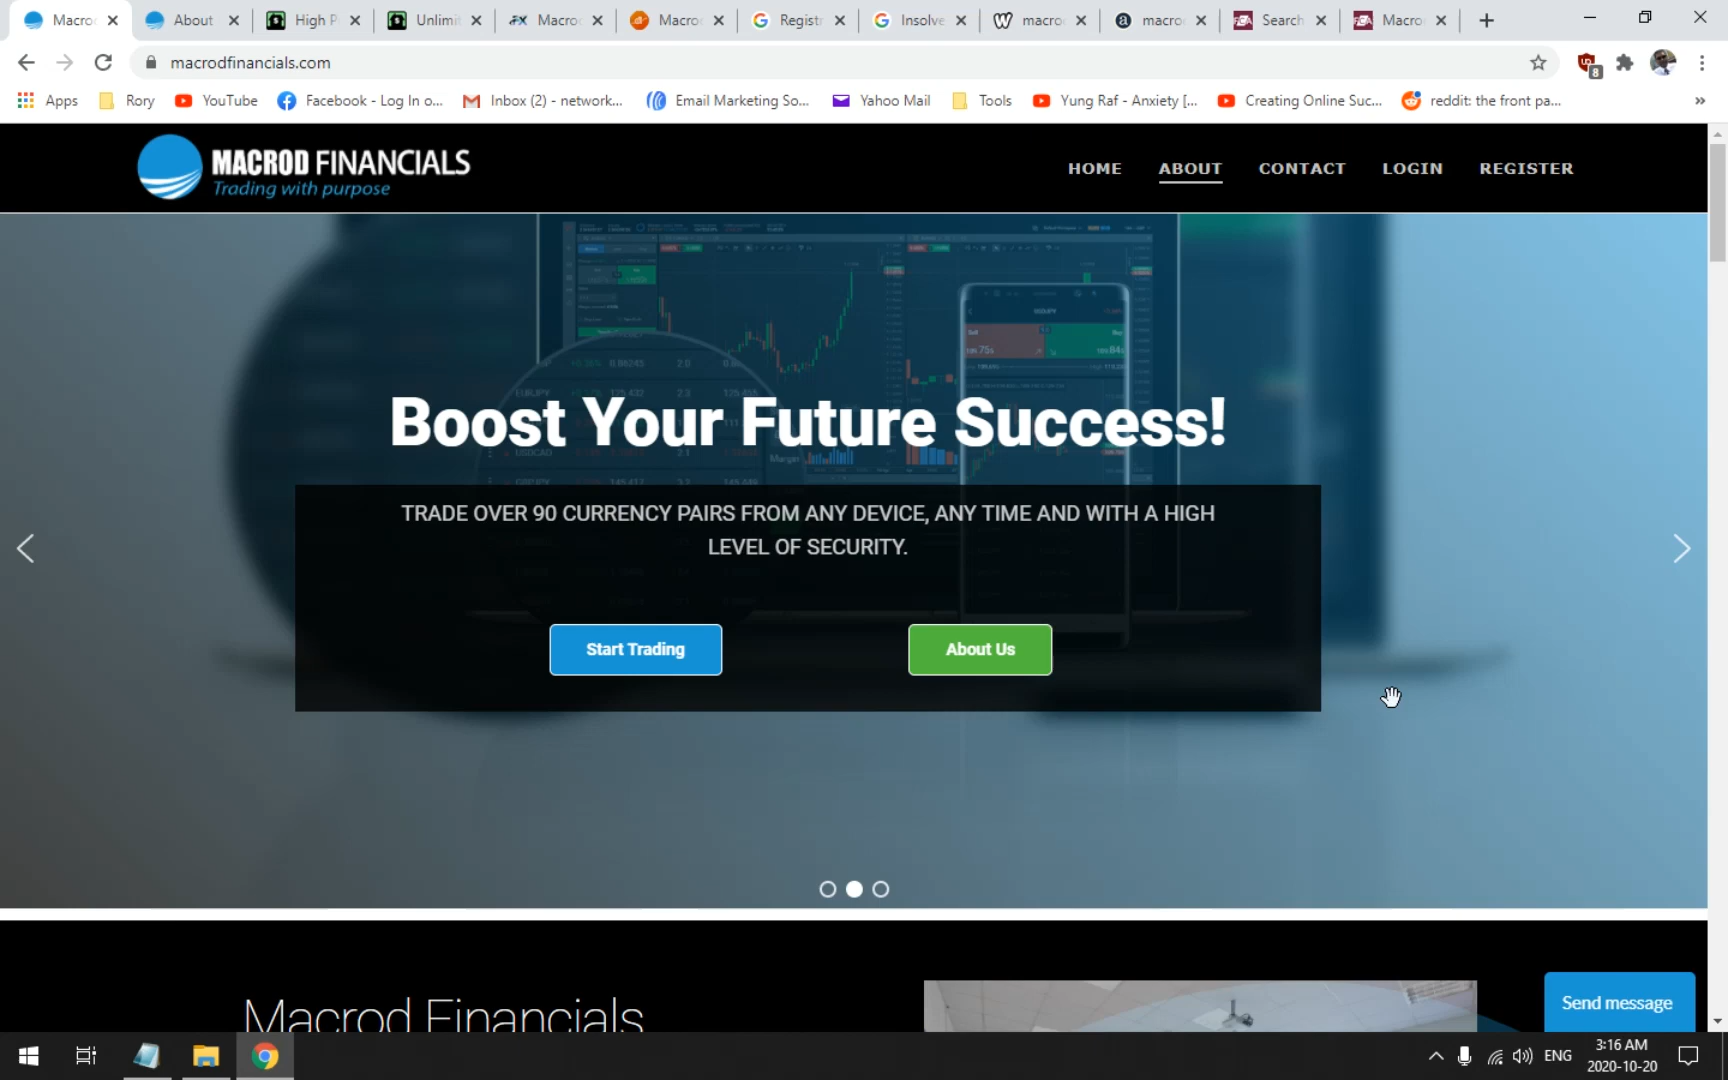 Macro
About
High P
Unlimi
FX Macro
Macro
Registr
Insolve
macro
macro
Search
Macro
macrodfinancials.com
8
Apps
Rory
YouTube
Facebook - Log In o...
Inbox (2) - network...
Email Marketing So...
Yahoo Mail
Tools
Yung Raf - Anxiety [...
Creating Online Suc...
reddit: the front pa...
MACROD FINANCIALS
Trading with purpose
HOME
ABOUT
CONTACT
LOGIN
REGISTER
Boost Your Future Success!
TRADE OVER 90 CURRENCY PAIRS FROM ANY DEVICE, ANY TIME AND WITH A HIGH
LEVEL OF SECURITY.
Start Trading
About Us
Macrod Financials
Send message
ENG
3:16 AM
2020-10-20